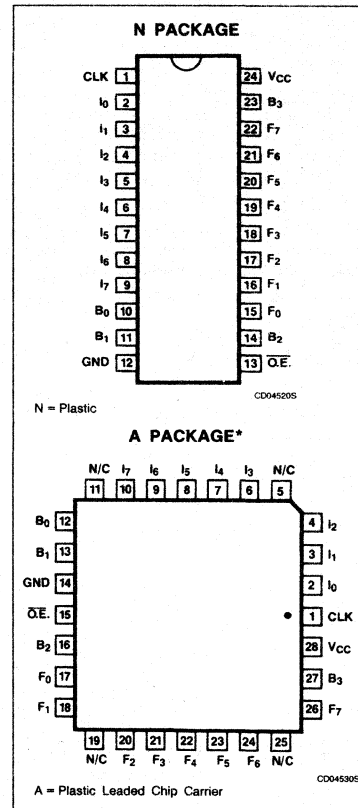 N PACKAGE
CLK 1 24 VCC
I0 2 23 B3
I1 3 22 F7
I2 4 21 F6
I3 5 20 F5
I4 6 19 F4
I5 7 18 F3
I6 8 17 F2
I7 9 16 F1
B0 10 15 F0
B1 11 14 B2
GND 12 13 O.E.
CD04520S
N = Plastic
A PACKAGE*
N/C I7 I6 I5 I4 I3 N/C
11 10 9 8 7 6 5
B0 12 4 I2
B1 13 3 I1
GND 14 2 I0
O.E. 15 1 CLK
B2 16 28 VCC
F0 17 27 B3
F1 18 26 F7
19 20 21 22 23 24 25
N/C F2 F3 F4 F5 F6 N/C
CD04530S
A = Plastic Leaded Chip Carrier